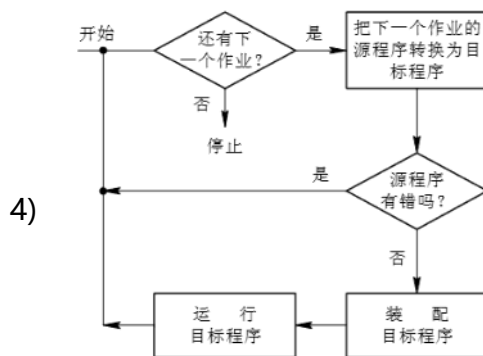 开始
还有下
一个作业?
是
把下一个作业的
源程序转换为目
标程序
否
停止
是
源程序
有错吗?
4)
否
运 行
目标程序
装 配
目标程序